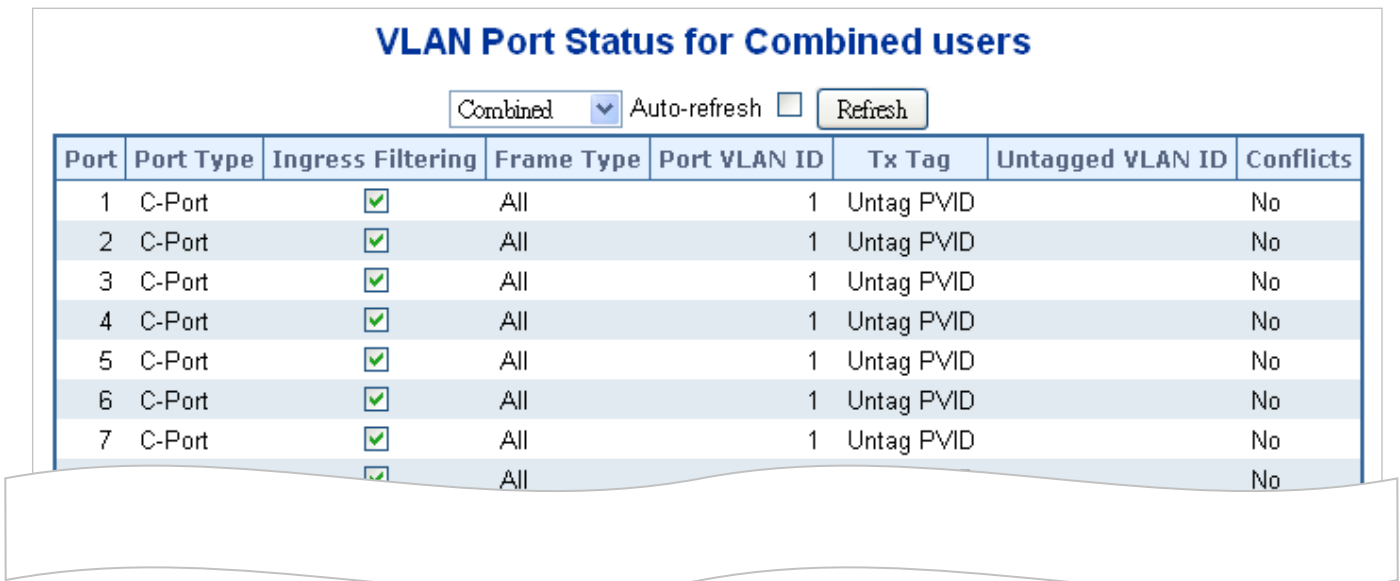 VLAN Port Status for Combined users
Combined Auto-refresh Refresh
Port Port Type Ingress Filtering Frame Type Port VLAN ID Tx Tag Untagged VLAN ID Conflicts
1 C-Port All 1 Untag PVID No
2 C-Port All 1 Untag PVID No
3 C-Port All 1 Untag PVID No
4 C-Port All 1 Untag PVID No
5 C-Port All 1 Untag PVID No
6 C-Port All 1 Untag PVID No
7 C-Port All 1 Untag PVID No
All No